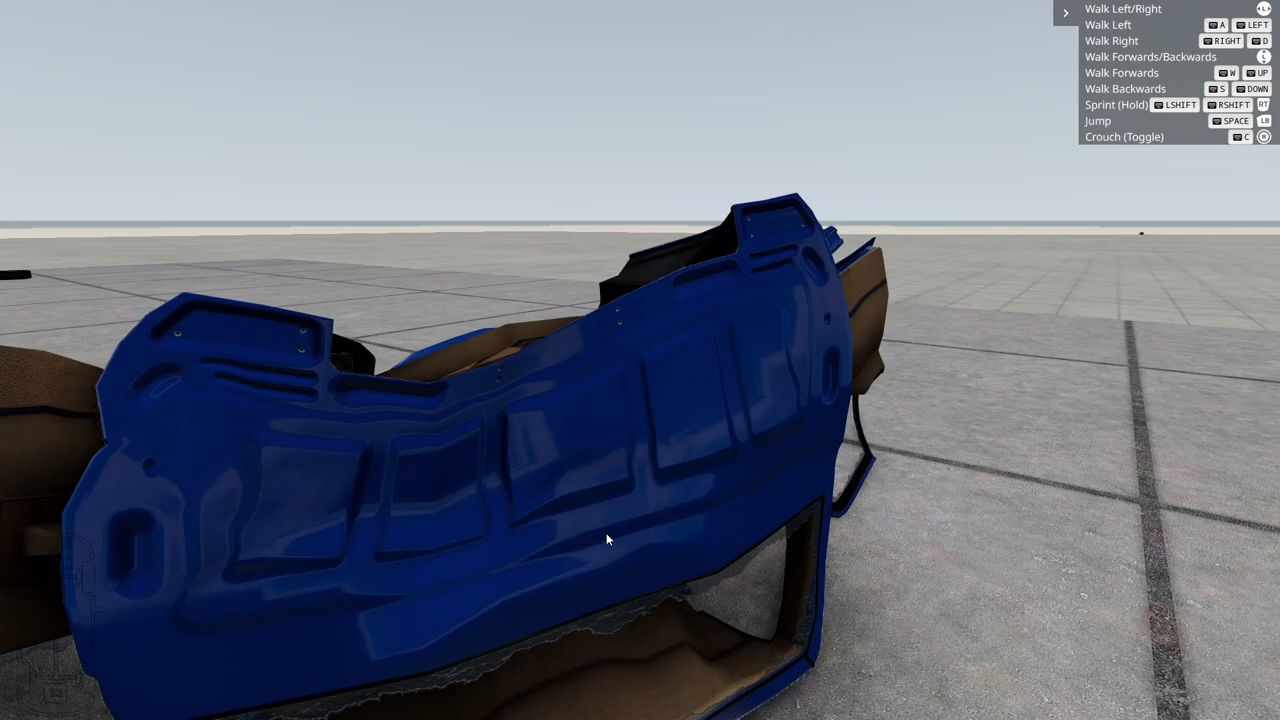 Walk Left/Right L
Walk Left A LEFT
Walk Right RIGHT D
Walk Forwards/Backwards L
Walk Forwards W UP
Walk Backwards S DOWN
Sprint (Hold) LSHIFT RSHIFT RT
Jump SPACE LB
Crouch (Toggle) C R